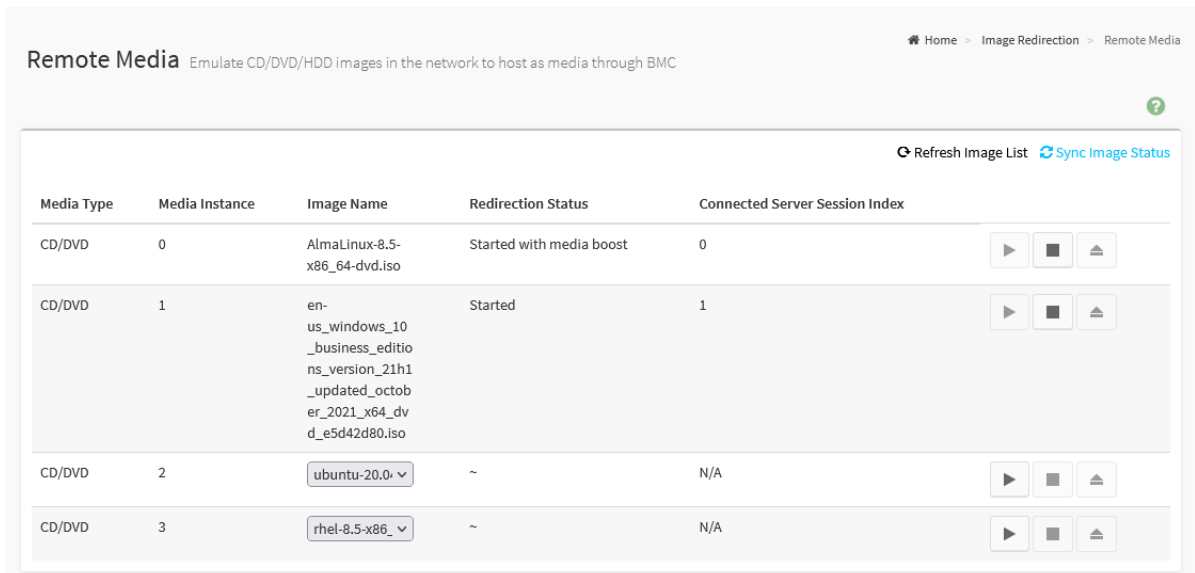 Home > Image Redirection > Remote Media
Remote Media Emulate CD/DVD/HDD images in the network to host as media through BMC
Refresh Image List Sync Image Status
Media Type Media Instance Image Name Redirection Status Connected Server Session Index
CD/DVD 0 AlmaLinux-8.5- Started with media boost 0
x86_64-dvd.iso
CD/DVD 1 en- Started 1
us_windows_10
_business_editio
ns_version_21h1
_updated_octob
er_2021_x64_dv
d_e5d42d80.iso
CD/DVD 2 ubuntu-20.0 ~ N/A
CD/DVD 3 rhel-8.5-x86_ ~ N/A